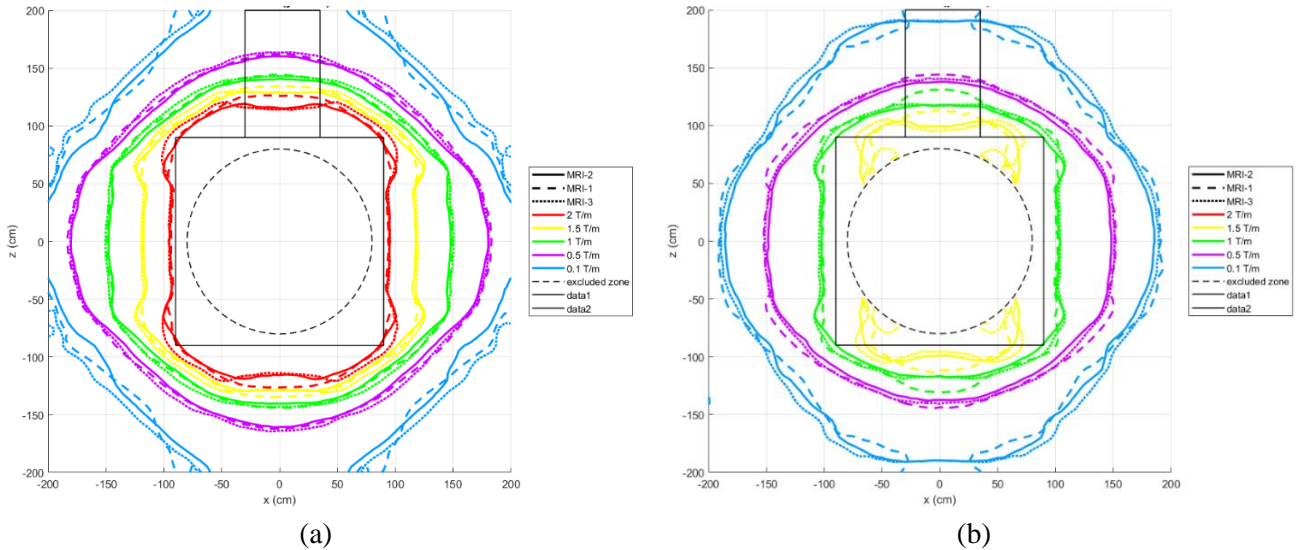 200
150
100
50
0
-50
-100
-150
-200
z (cm)
-200 -150 -100 -50 0 50 100 150 200
x (cm)
MRI-2
MRI-1
MRI-3
2 T/m
1.5 T/m
1 T/m
0.5 T/m
0.1 T/m
excluded zone
data1
data2
(a)
200
150
100
50
0
-50
-100
-150
-200
z (cm)
-200 -150 -100 -50 0 50 100 150 200
x (cm)
MRI-2
MRI-1
MRI-3
2 T/m
1.5 T/m
1 T/m
0.5 T/m
0.1 T/m
excluded zone
data1
data2
(b)